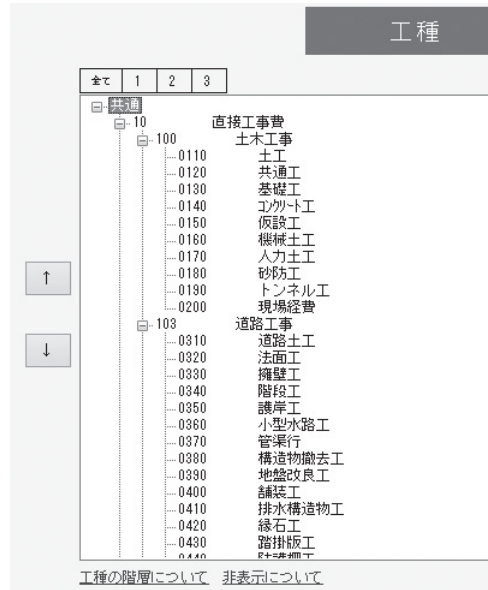 工種
全て 1 2 3
共通
10 直接工事費
100 土木工事
0110 土工
0120 共通工
0130 基礎工
0140 ｺﾝｸﾘｰﾄ工
0150 仮設工
0160 機械土工
0170 人力土工
0180 砂防工
0190 トンネル工
0200 現場経費
103 道路工事
0310 道路土工
0320 法面工
0330 擁壁工
0340 階段工
0350 護岸工
0360 小型水路工
0370 管渠行
0380 構造物撤去工
0390 地盤改良工
0400 舗装工
0410 排水構造物工
0420 縁石工
0430 踏掛版工
0440 防護柵工
↑
↓
工種の階層について 非表示について